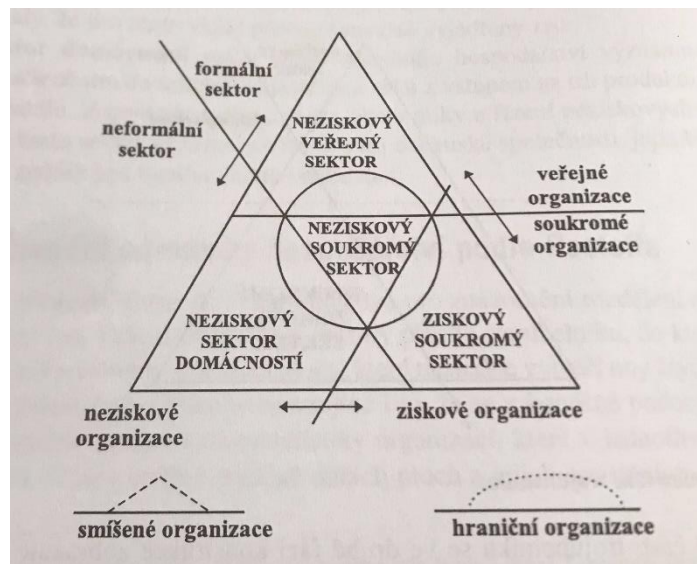 formální
sektor
neformální
sektor
NEZISKOVÝ
VEŘEJNÝ
SEKTOR
veřejné
organizace
soukromé
organizace
NEZISKOVÝ
SOUKROMÝ
SEKTOR
NEZISKOVÝ
SEKTOR
DOMÁCNOSTÍ
ZISKOVÝ
SOUKROMÝ
SEKTOR
neziskové
organizace
ziskové organizace
smíšené organizace
hraniční organizace